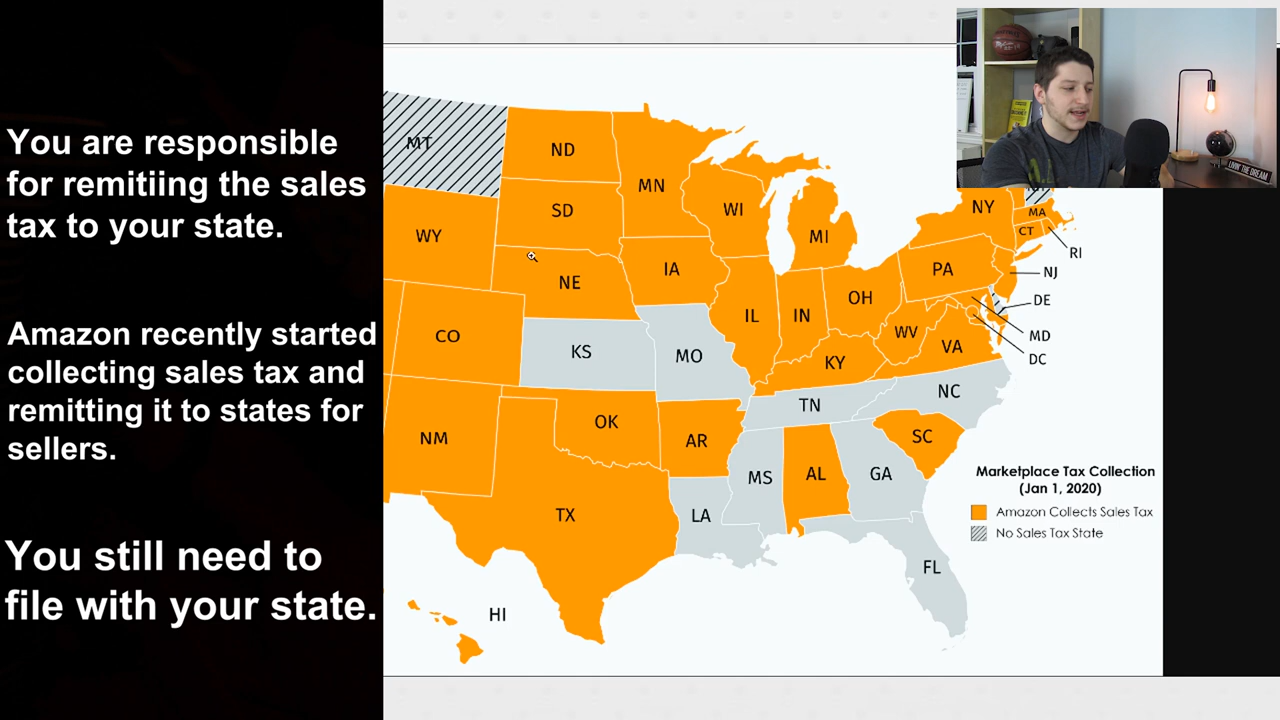 You are responsible
for remitiing the sales
tax to your state.
Amazon recently started
collecting sales tax and
remitting it to states for
sellers.
You still need to
file with your state.
MT
ND
MN
SD
WI
MI
NY
MA
CT
RI
WY
NE
IA
PA
NJ
IL
IN
OH
DE
CO
KS
MO
WV
VA
MD
KY
DC
TN
NC
NM
OK
AR
SC
MS
AL
GA
TX
LA
FL
HI
Marketplace Tax Collection
(Jan 1, 2020)
Amazon Collects Sales Tax
No Sales Tax State
LIVIN' THE DREAM